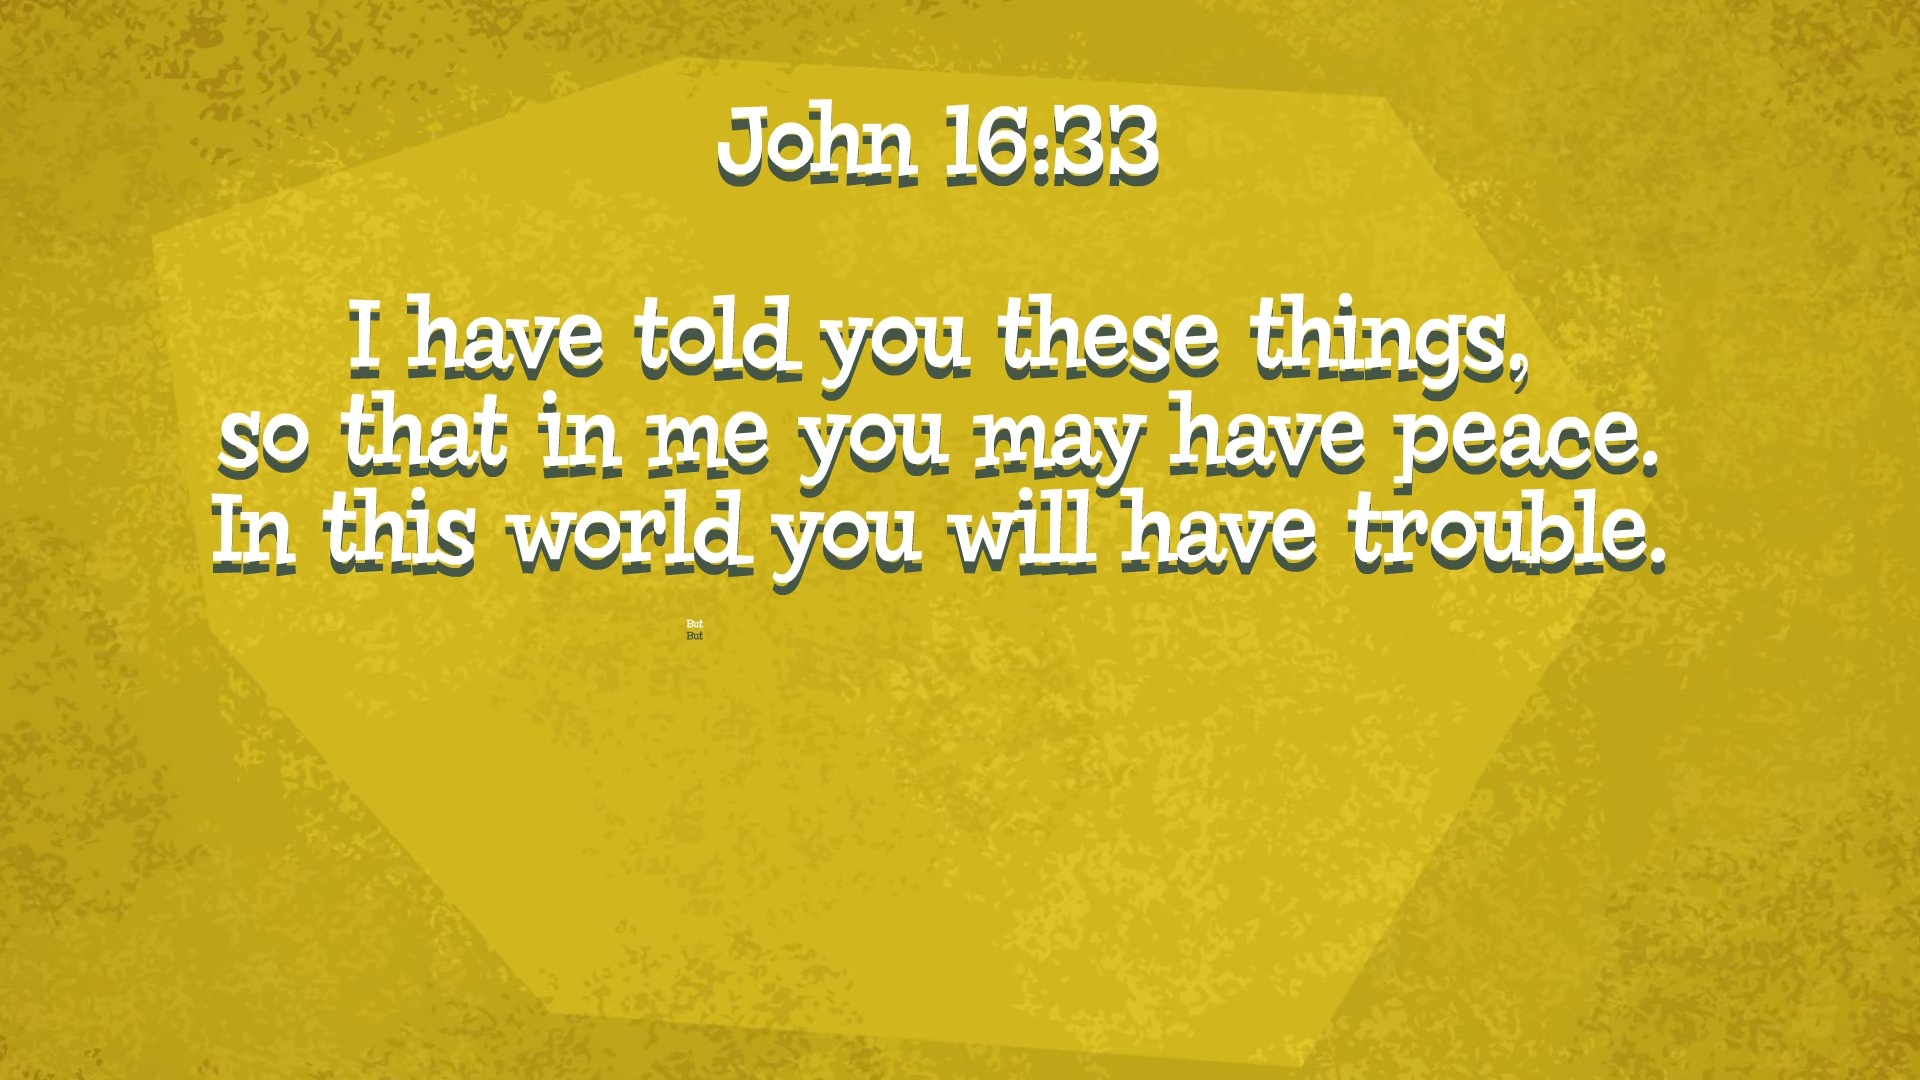 John 16:33
I have told you these things,
so that in me you may have peace.
In this world you will have trouble.
But
But